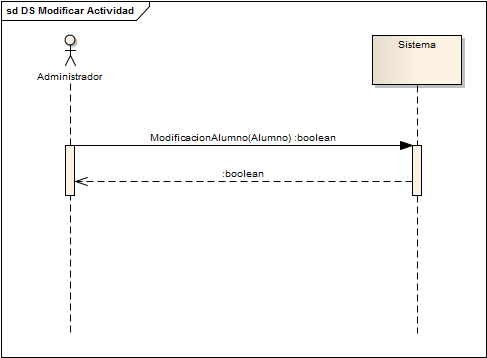 sd DS Modificar Actividad
Administrador
Sistema
ModificacionAlumno(Alumno) :boolean
:boolean